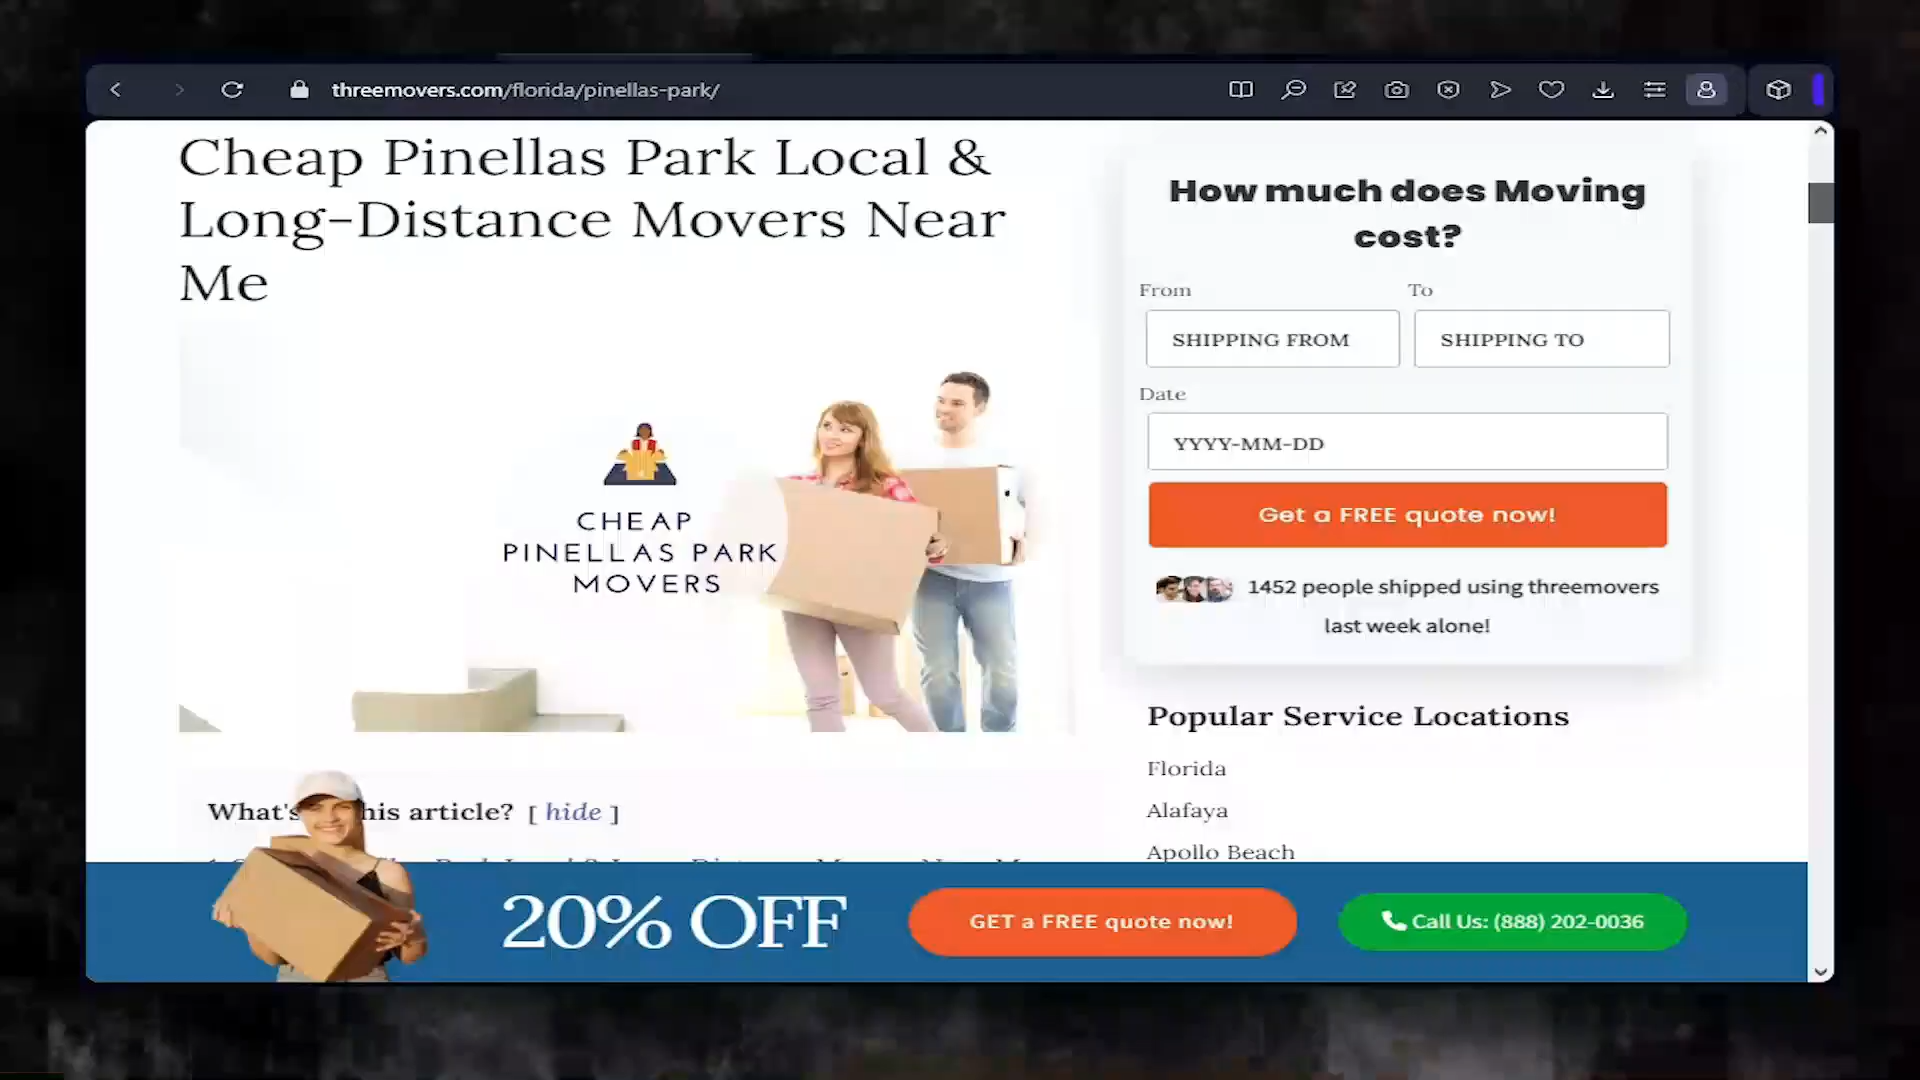 threemovers.com/florida/pinellas-park/
Cheap Pinellas Park Local &
Long-Distance Movers Near
Me
CHEAP
PINELLAS PARK
MOVERS
What's
his article? [ hide ]
How much does Moving
cost?
From
To
SHIPPING FROM
SHIPPING TO
Date
YYYY-MM-DD
Get a FREE quote now!
1452 people shipped using threemovers
last week alone!
Popular Service Locations
Florida
Alafaya
Apollo Beach
20% OFF
GET a FREE quote now!
Call Us: (888) 202-0036